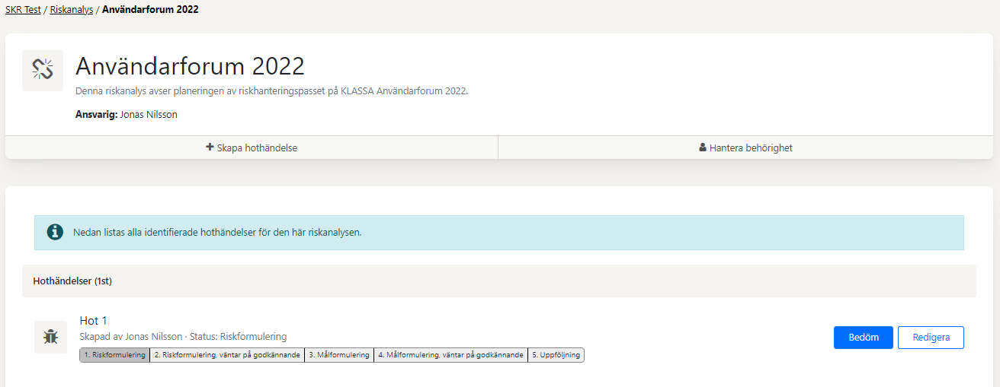 SKR Test / Riskanalys / Användarforum 2022
Användarforum 2022
Denna riskanalys avser planeringen av riskhanteringspasset på KLASSA Användarforum 2022.
Ansvarig: Jonas Nilsson
Skapa hothändelse
Hantera behörighet
Nedan listas alla identifierade hothändelser för den här riskanalysen.
Hothändelser (1st)
Hot 1
Skapad av Jonas Nilsson · Status: Riskformulering
1. Riskformulering 2. Riskformulering, väntar på godkännande 3. Målformulering 4. Målformulering, väntar på godkännande 5. Uppföljning
Bedöm Redigera